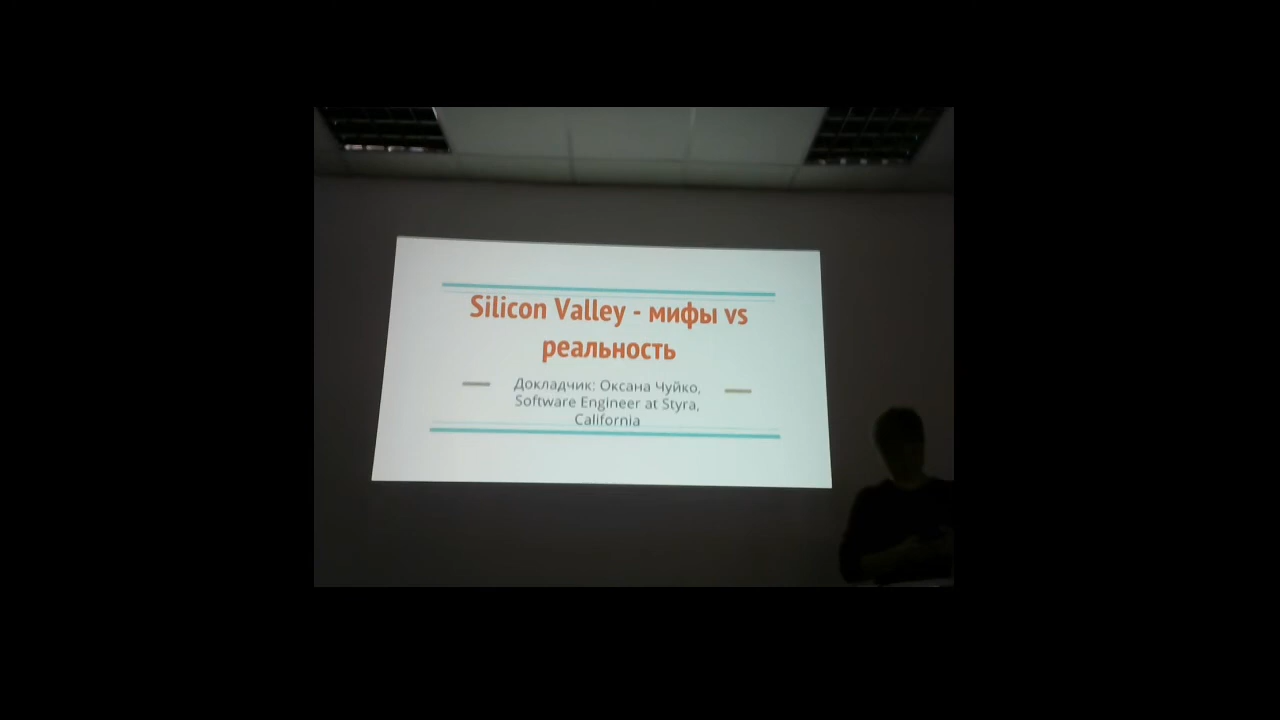 Silicon Valley - мифы vs
реальность
Докладчик: Оксана Чуйко,
Software Engineer at Styra,
California